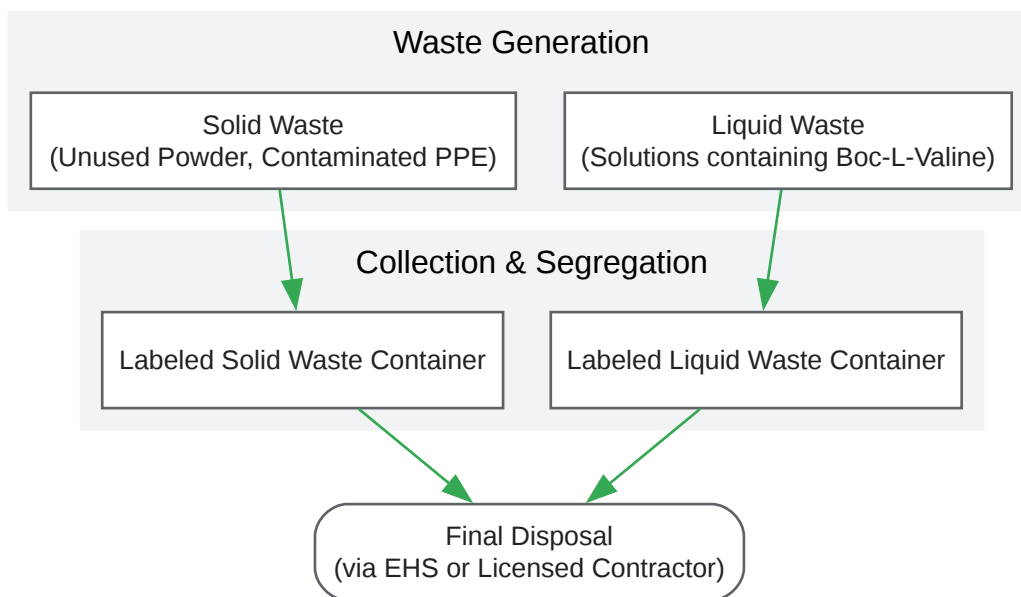 Waste Generation
Solid Waste
(Unused Powder, Contaminated PPE)
Liquid Waste
(Solutions containing Boc-L-Valine)
Collection & Segregation
Labeled Solid Waste Container
Labeled Liquid Waste Container
Final Disposal
(via EHS or Licensed Contractor)